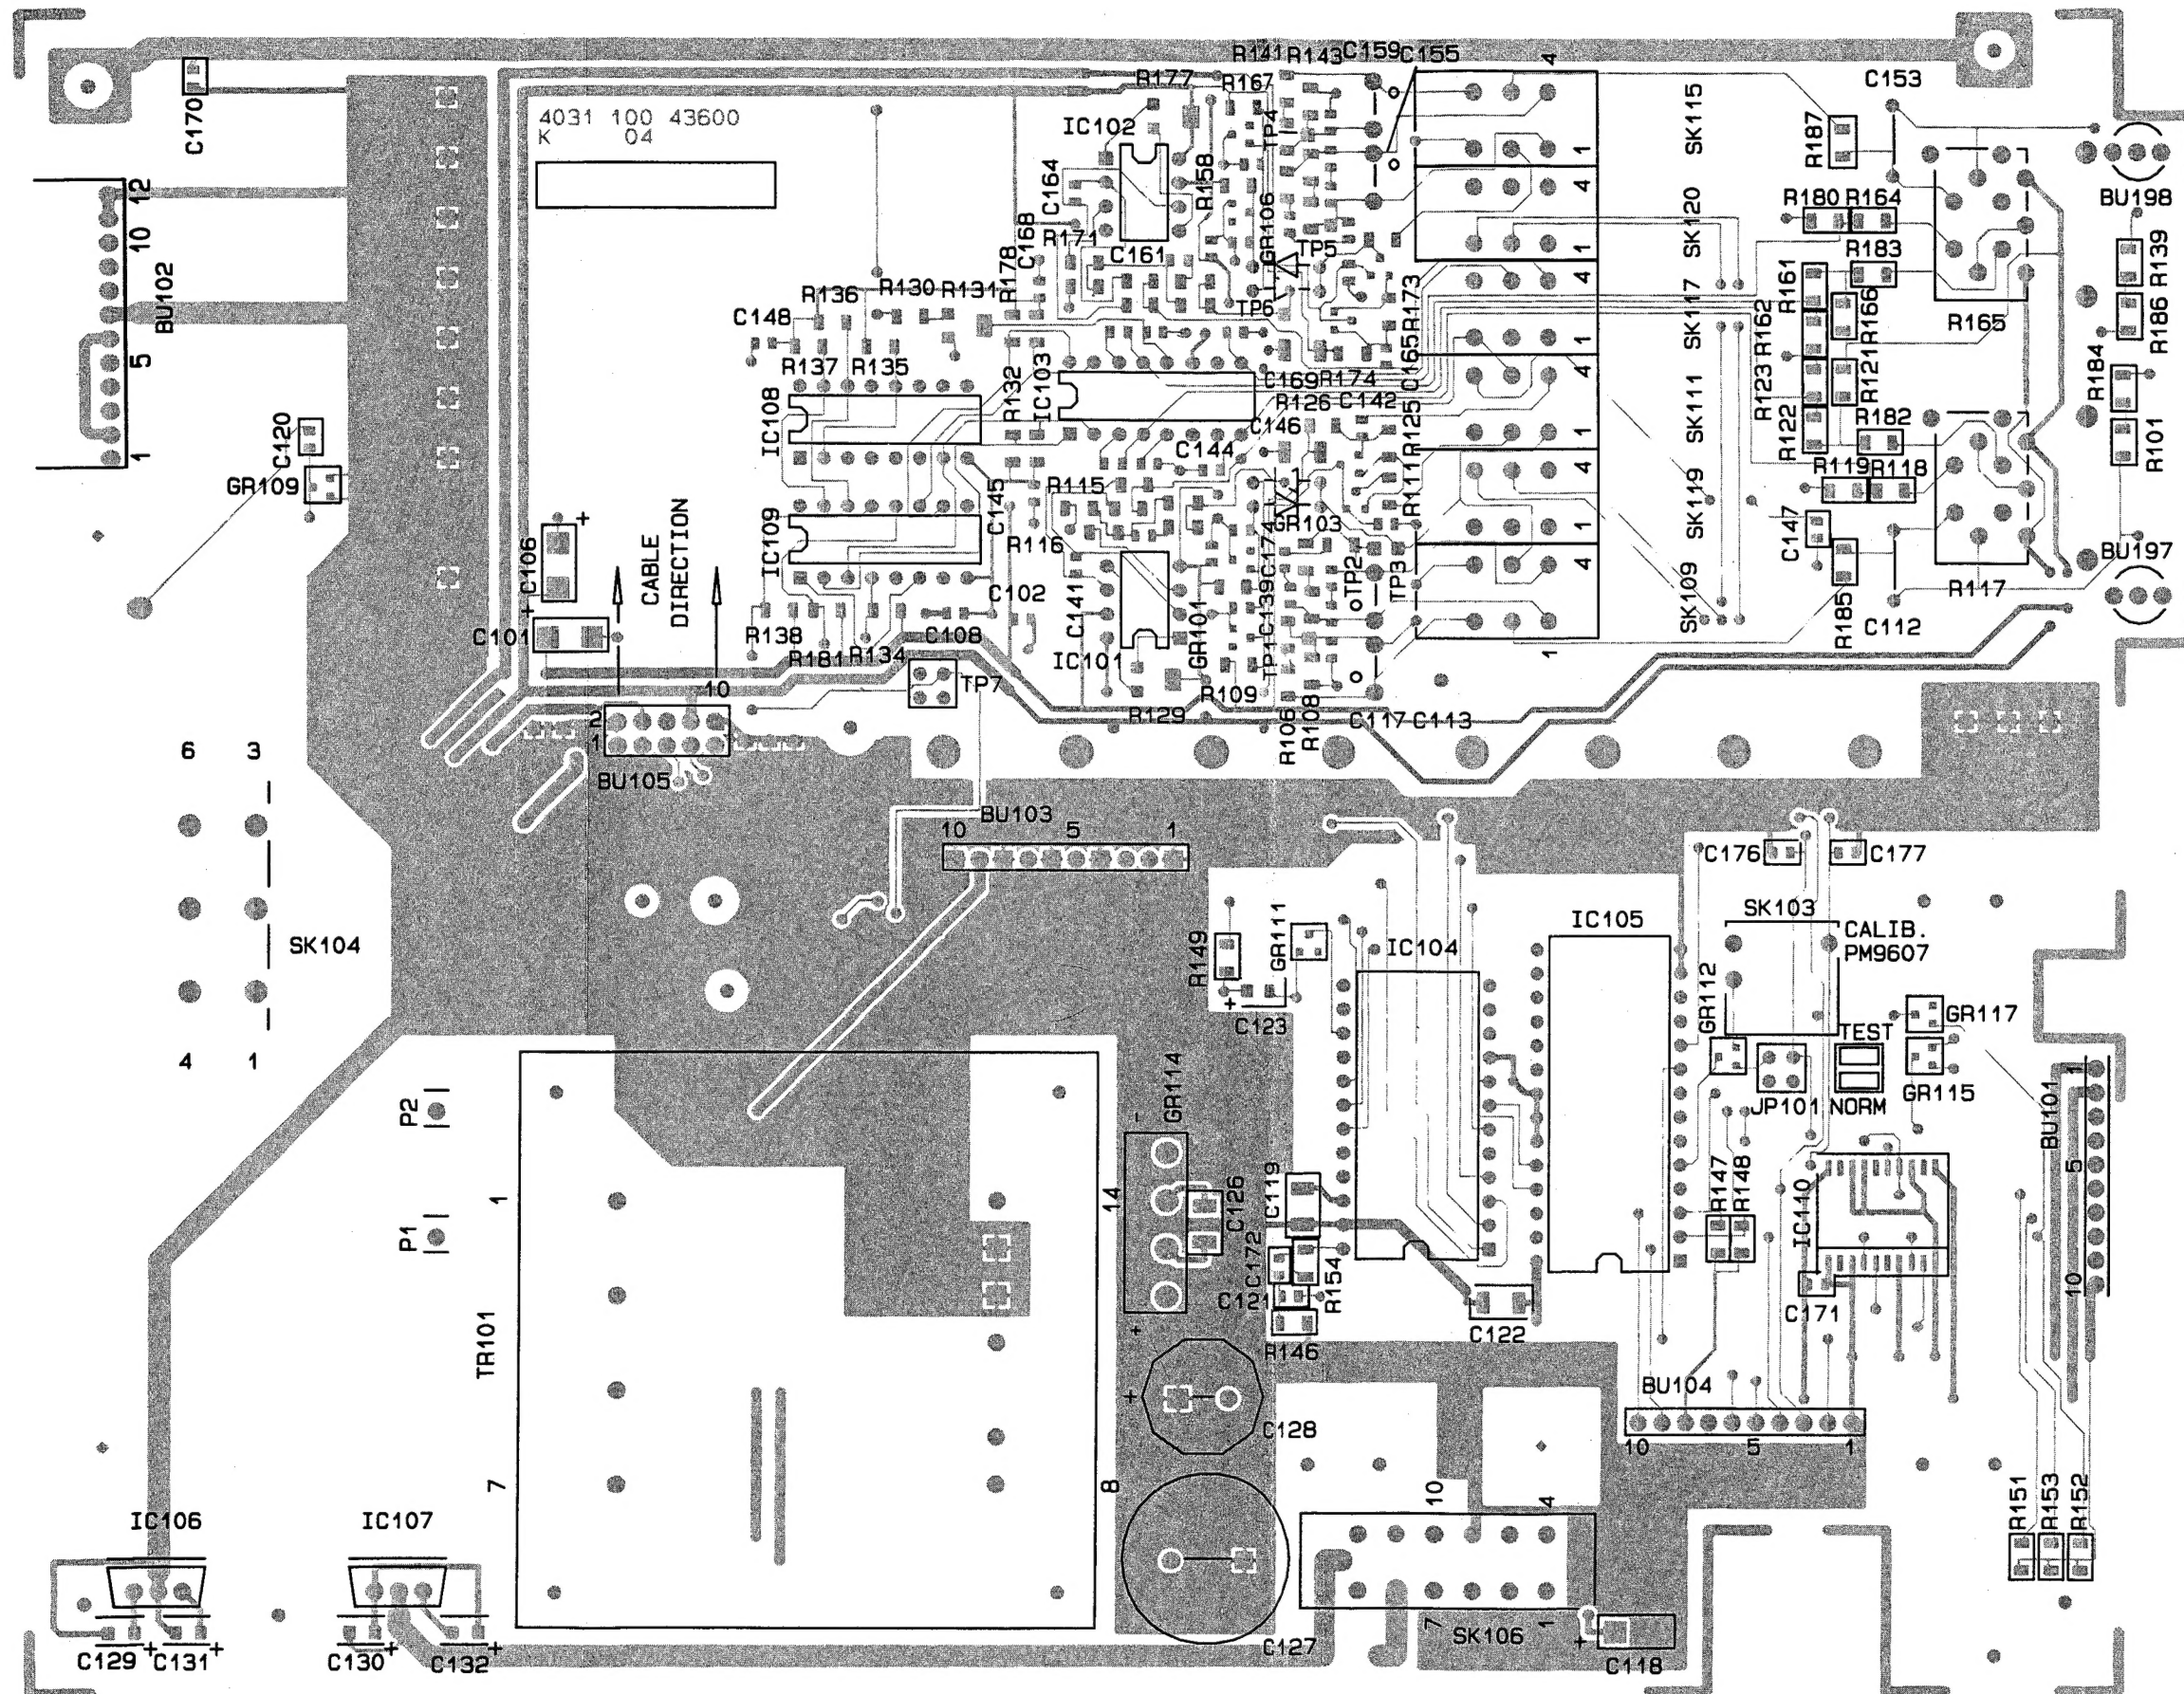 R141 R143 C159 C155 4
R177 R167
C170
4031 100 43600
K 04
IC102
TP4
SK115
C153
R187
1
R158
C164
GR106
4
SK120
R180 R164
BU198
12
10
BU102
5
1
R171
C168
C161
TP5
1
R183
R139
R178
R136
R130
R131
TP6
R173
4
SK117
R161
R166
R165
R186
C148
R162
1
R137
R135
R132
IC103
C169
R174
C165
4
R123
R121
R184
IC108
R126
C142
C146
R125
SK111
R122
R182
R101
C120
1
C144
GR109
R115
4
R119 R118
R111
SK119
C145
GR103
1
C147
C106
+
CABLE
DIRECTION
IC109
R116
C174
TP2
TP3
4
BU197
C101
+
C102
C141
C139
R117
R138
R181
R134
C108
IC101
GR101
TP1
SK109
R185
C112
1
10
TP7
R109
R129
R106
R108
C117 C113
2
1
BU105
6 3
BU103
10 5 1
C176
C177
SK104
R149
GR111
IC104
IC105
SK103
CALIB.
PM9607
GR112
C123
+
GR117
TEST
4 1
GR114
-
GR115
JP101
NORM
BU101
1
5
10
P2
P1
1
14
C126
C119
R147
R148
IC110
C172
R154
C121
C171
C122
TR101
+
R146
BU104
+
C128
10 5 1
7
8
10
4
R151
R153
R152
IC106
IC107
7
1
SK106
C127
+
C118
C129 + C131 +
C130 + C132 +